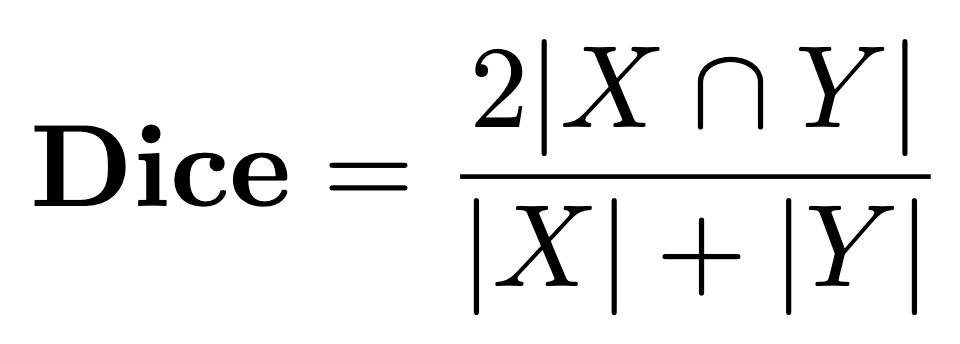 Dice = 2|X ∩ Y| / |X| + |Y|